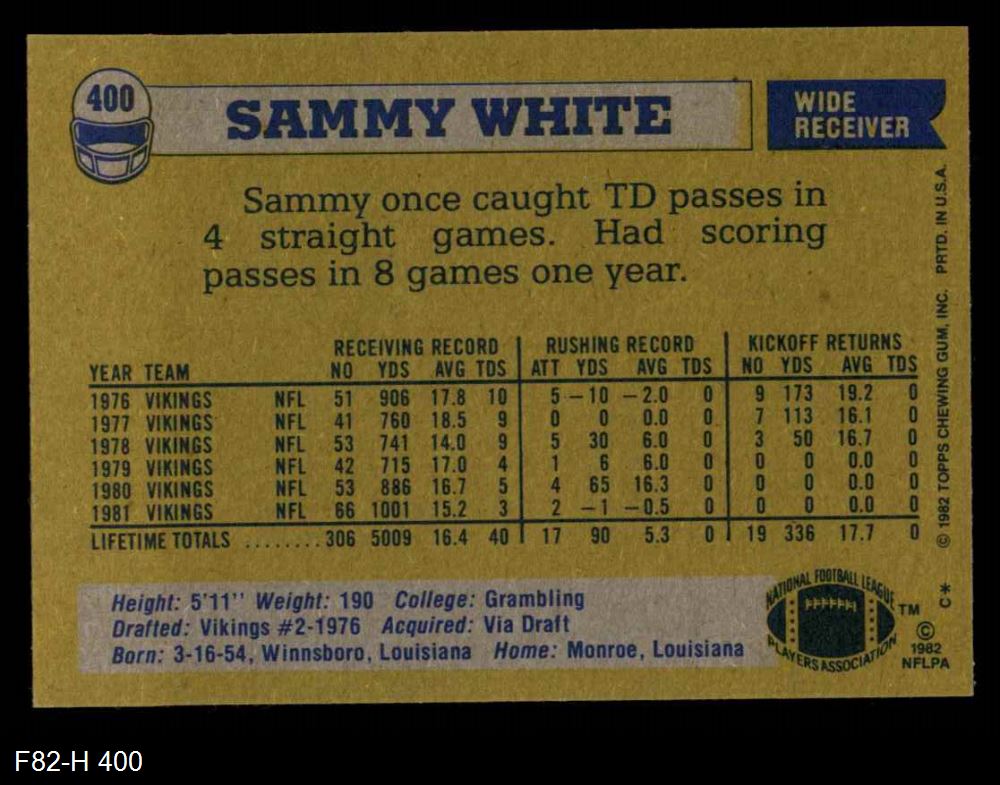 400
SAMMY WHITE
WIDE
RECEIVER
Sammy once caught TD passes in
4 straight games. Had scoring
passes in 8 games one year.
RECEIVING RECORD RUSHING RECORD KICKOFF RETURNS
YEAR TEAM NO YDS AVG TDS ATT YDS AVG TDS NO YDS AVG TDS
1976 VIKINGS NFL 51 906 17.8 10 5 -10 -2.0 0 9 173 19.2 0
1977 VIKINGS NFL 41 760 18.5 9 0 0 0.0 0 7 113 16.1 0
1978 VIKINGS NFL 53 741 14.0 9 5 30 6.0 0 3 50 16.7 0
1979 VIKINGS NFL 42 715 17.0 4 1 6 6.0 0 0 0 0.0 0
1980 VIKINGS NFL 53 886 16.7 5 4 65 16.3 0 0 0 0.0 0
1981 VIKINGS NFL 66 1001 15.2 3 2 -1 -0.5 0 0 0 0.0 0
LIFETIME TOTALS ........306 5009 16.4 40 17 90 5.3 0 19 336 17.7 0
© 1982 TOPPS CHEWING GUM, INC. PRTD. IN U.S.A.
C*
Height: 5'11" Weight: 190 College: Grambling
Drafted: Vikings #2-1976 Acquired: Via Draft
Born: 3-16-54, Winnsboro, Louisiana Home: Monroe, Louisiana
NATIONAL FOOTBALL LEAGUE
PLAYERS ASSOCIATION
TM
©
1982
NFLPA
F82-H 400